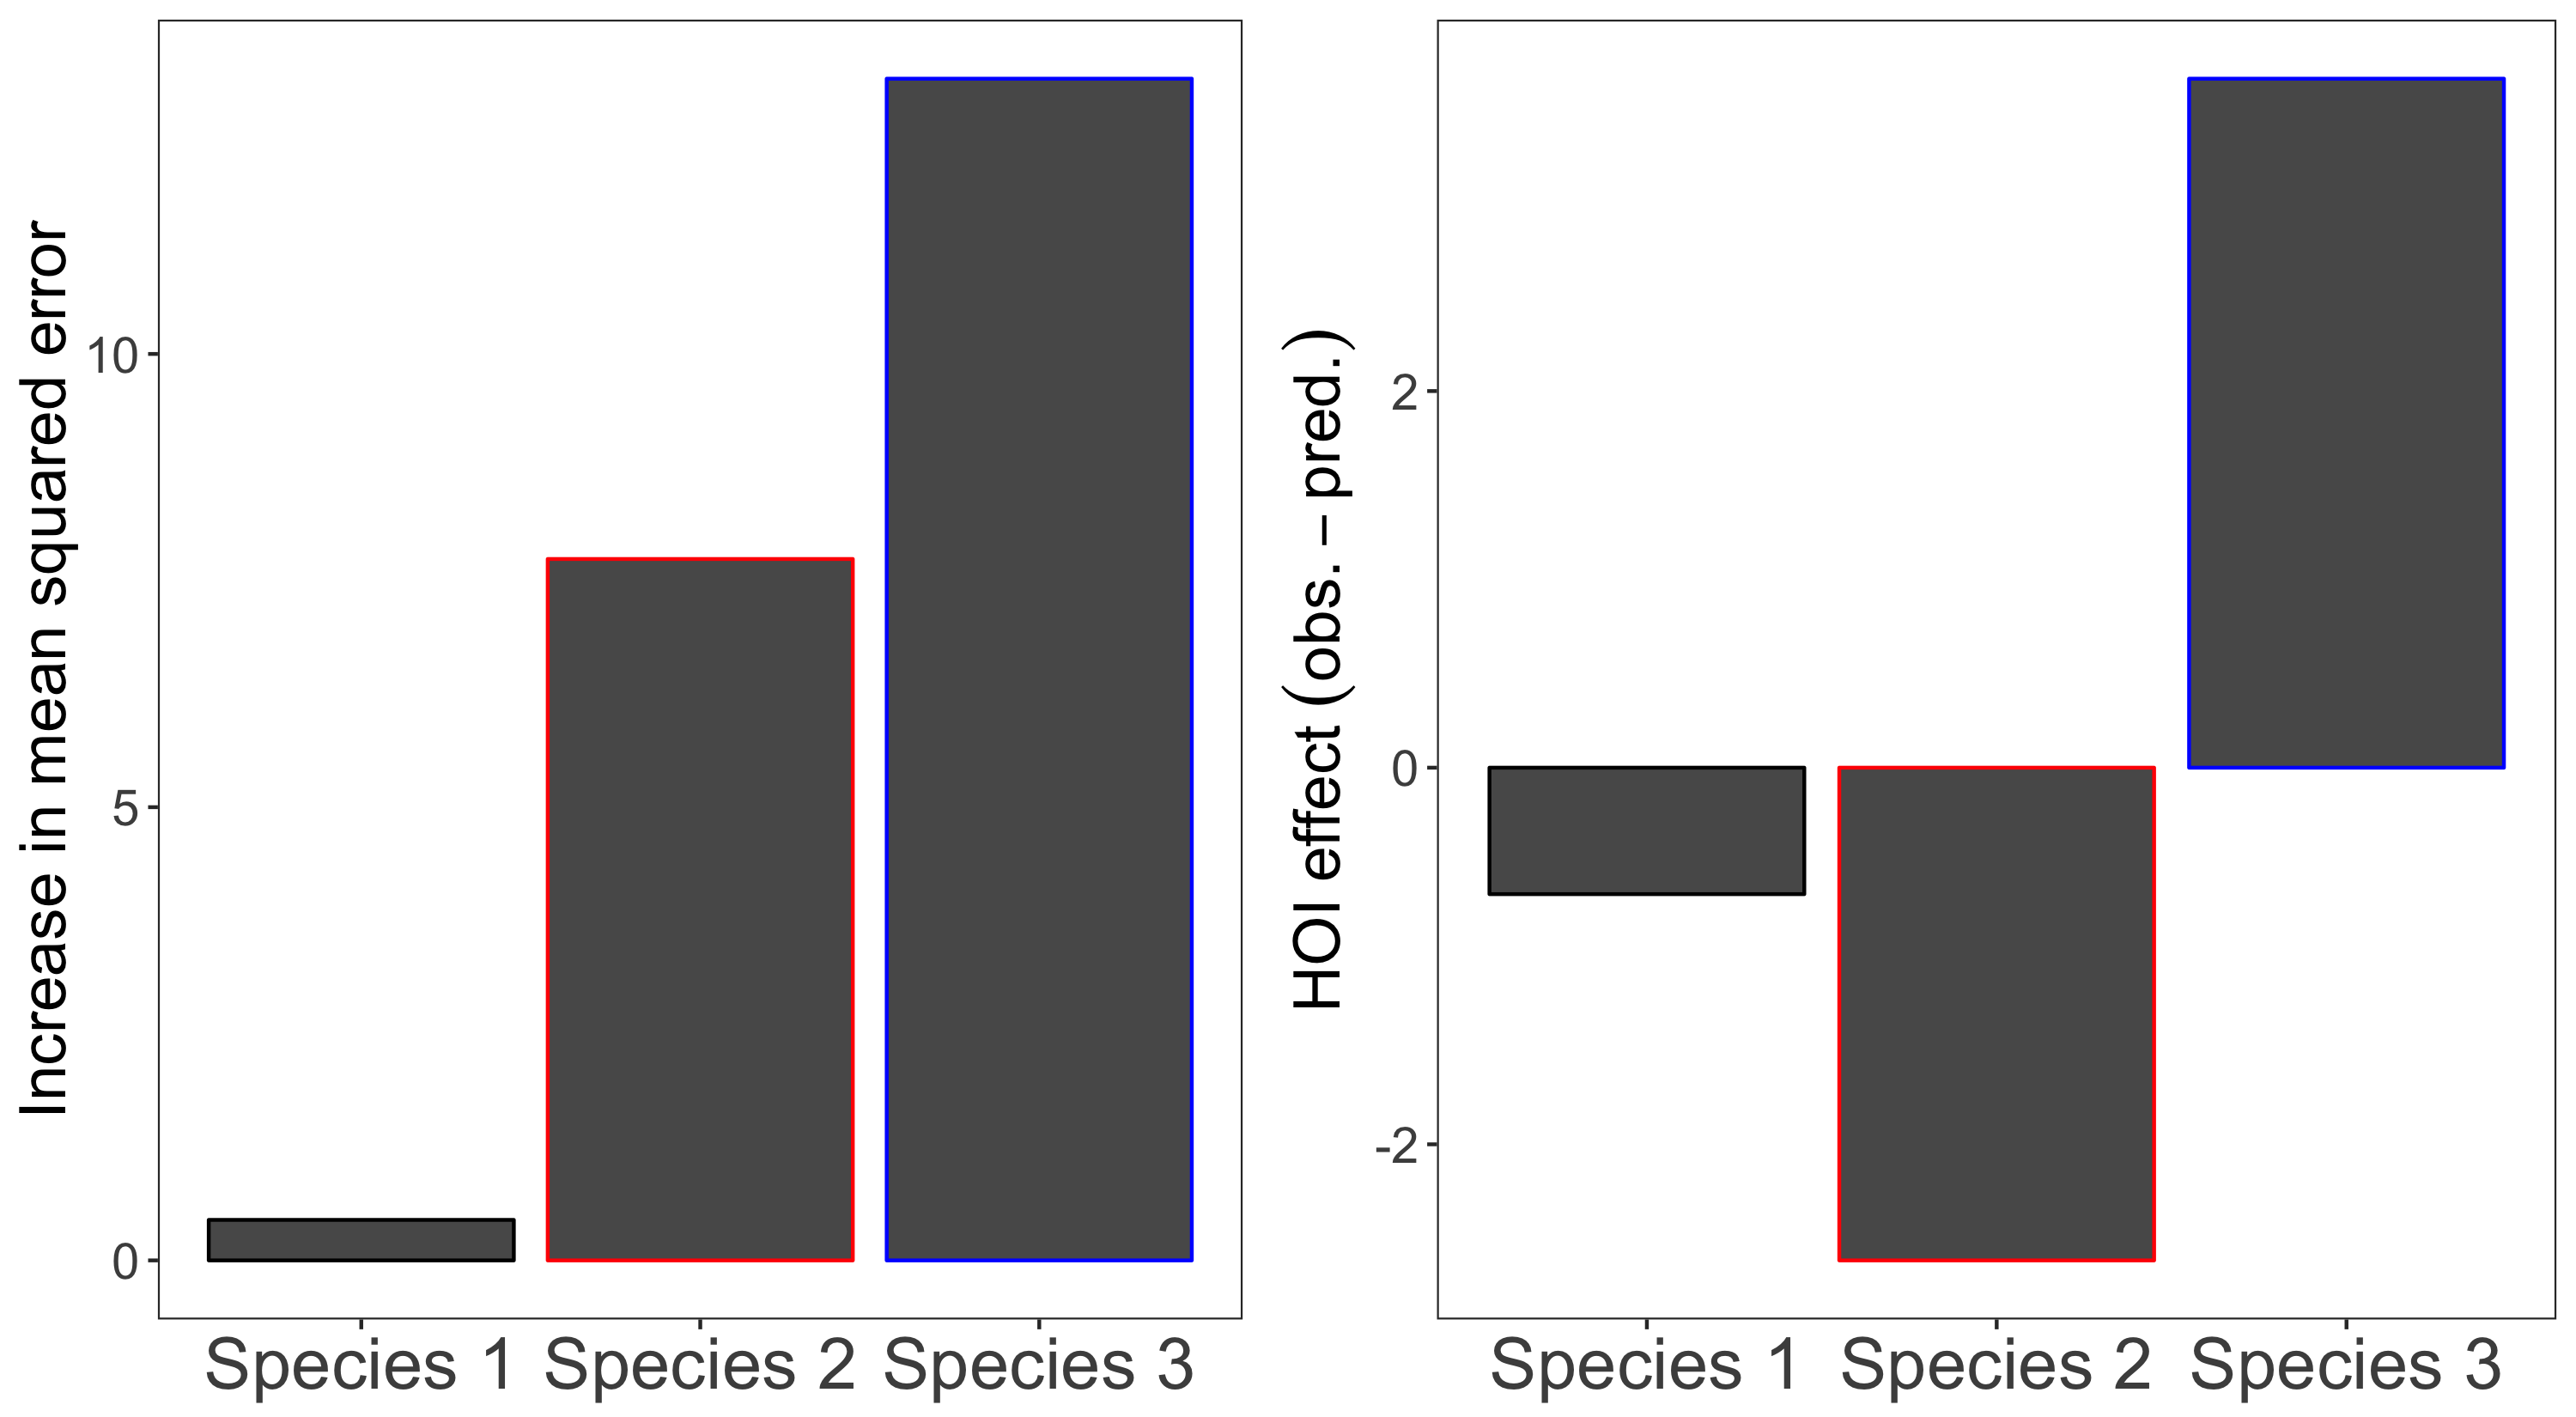 Increase in mean squared error
10
5
0
Species 1
Species 2
Species 3
HOI effect (obs. – pred.)
2
0
-2
Species 1
Species 2
Species 3